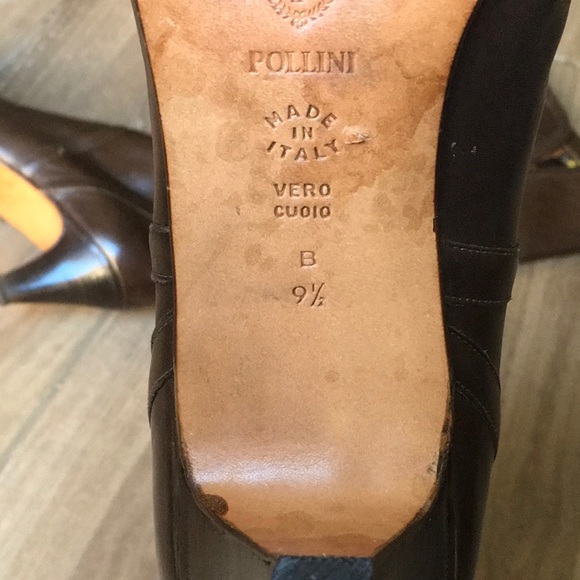 POLLINI
MADE
IN
ITALY
VERO
CUOIO
B
9½